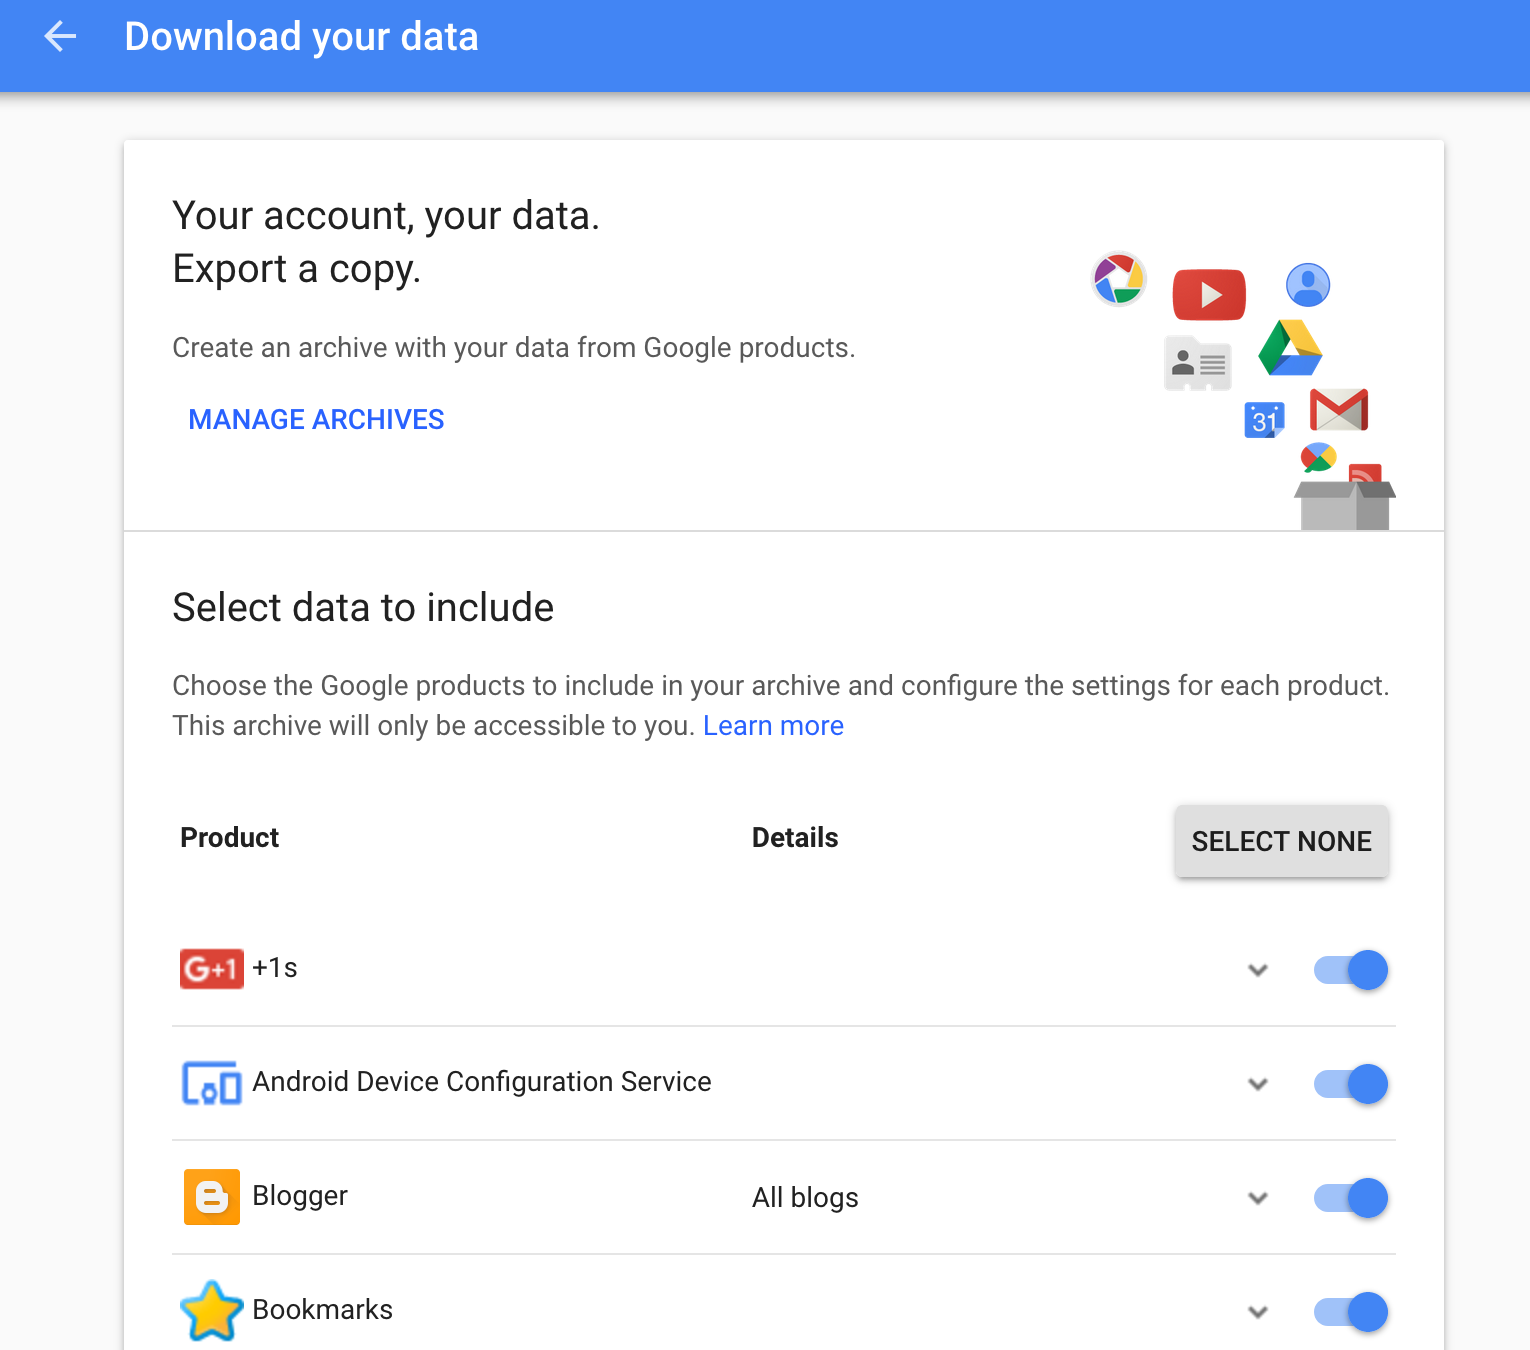 Download your data
Your account, your data.
Export a copy.
Create an archive with your data from Google products.
MANAGE ARCHIVES
31
Select data to include
Choose the Google products to include in your archive and configure the settings for each product.
This archive will only be accessible to you. Learn more
Product Details SELECT NONE
G+1 +1s
Android Device Configuration Service
Blogger All blogs
Bookmarks